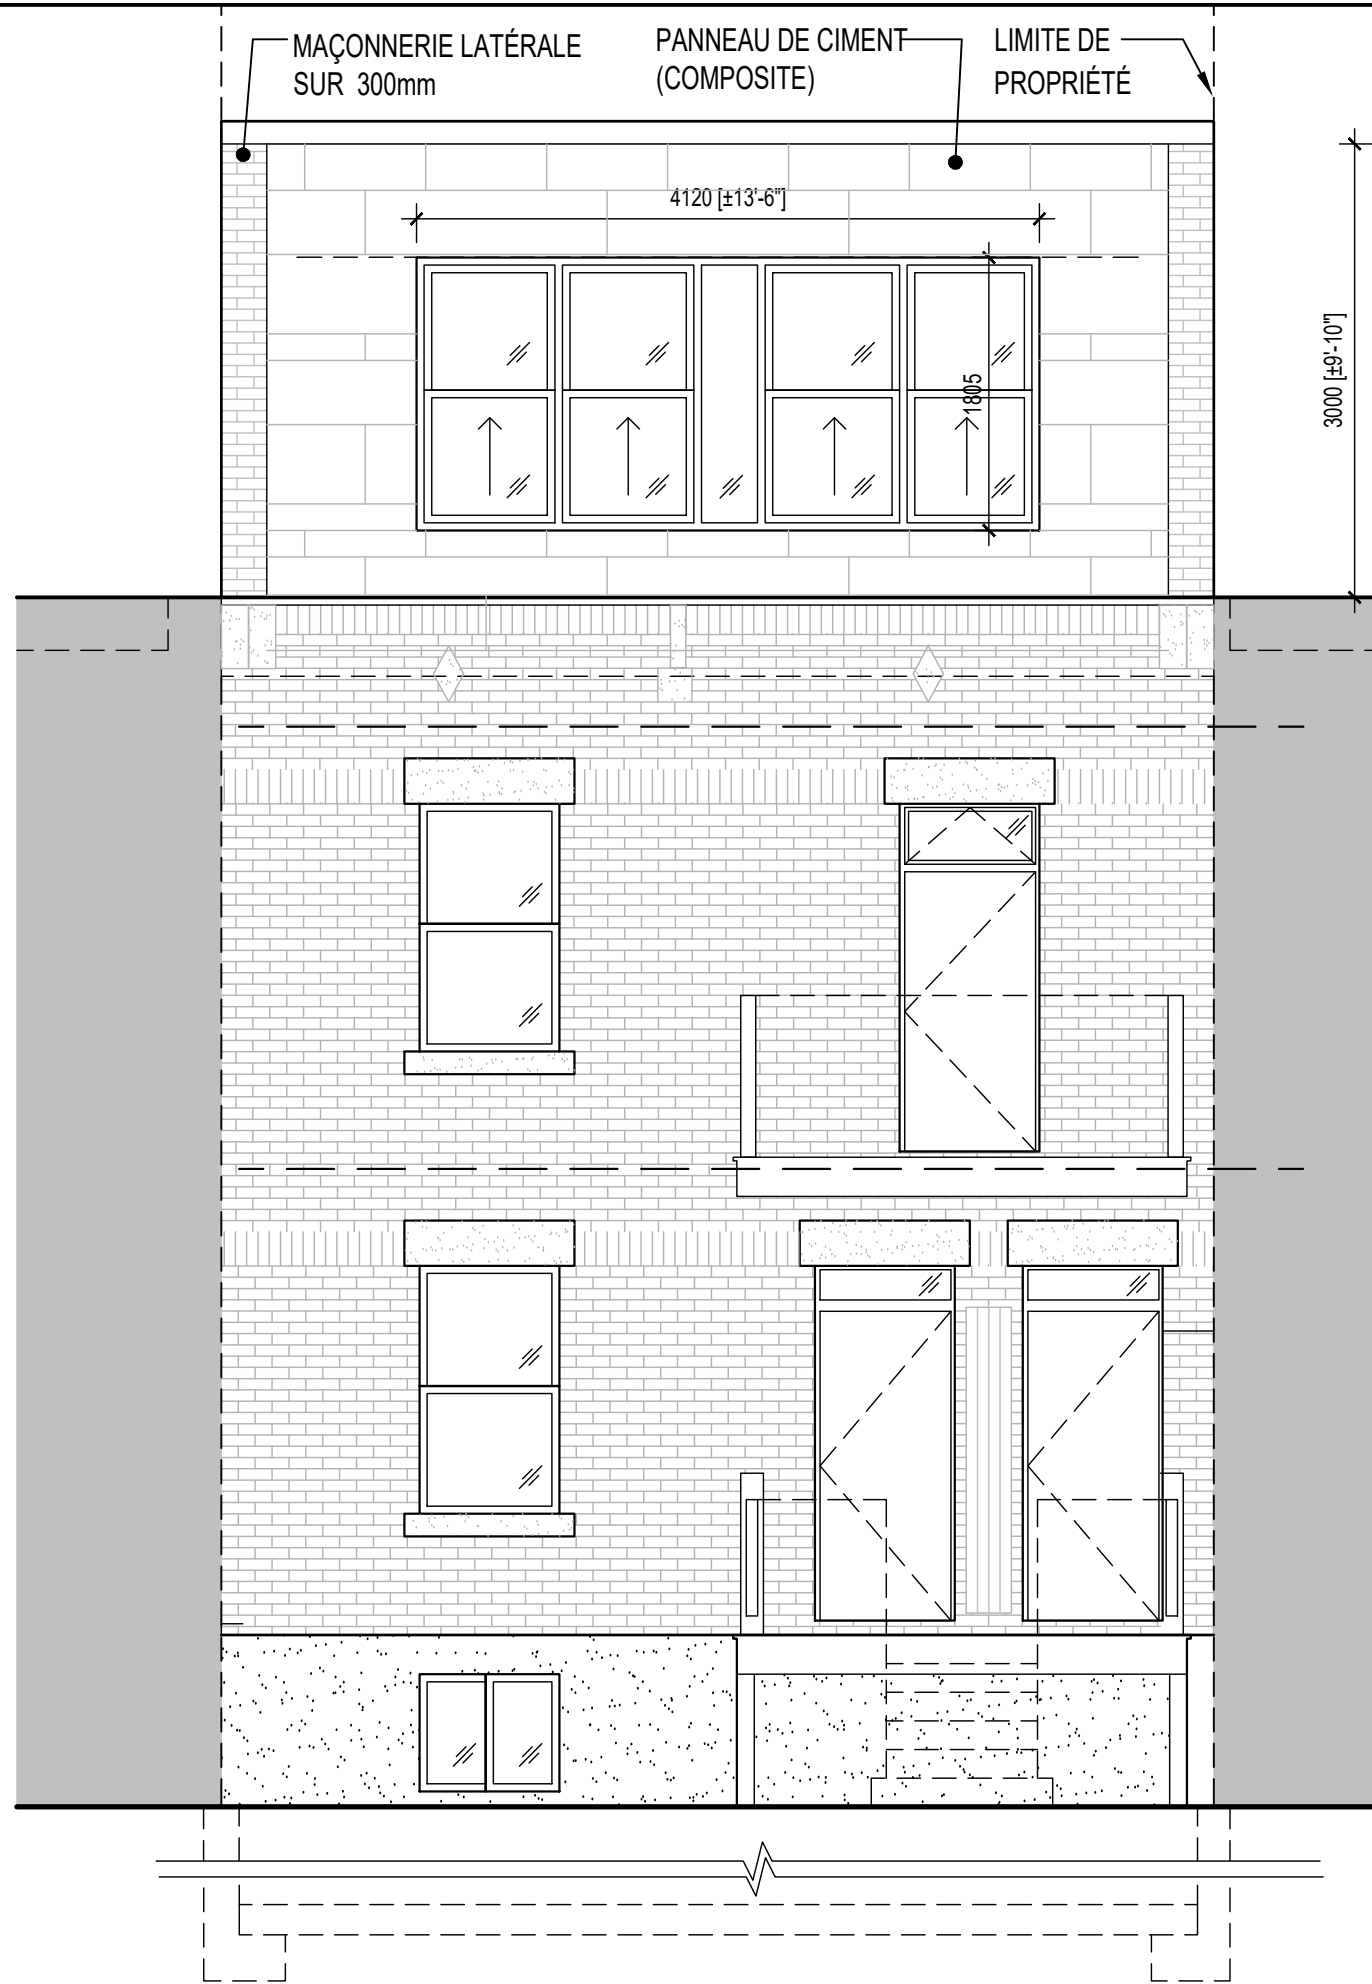 MAÇONNERIE LATÉRALE
SUR 300mm
PANNEAU DE CIMENT
(COMPOSITE)
LIMITE DE
PROPRIÉTÉ
4120 [±13'-6"]
1805
3000 [±9'-10"]